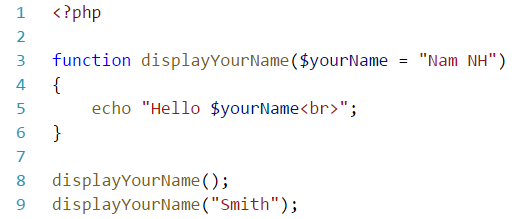 1 <?php
2
3 function displayYourName($yourName = "Nam NH")
4 {
5     echo "Hello $yourName<br>";
6 }
7
8 displayYourName();
9 displayYourName("Smith");